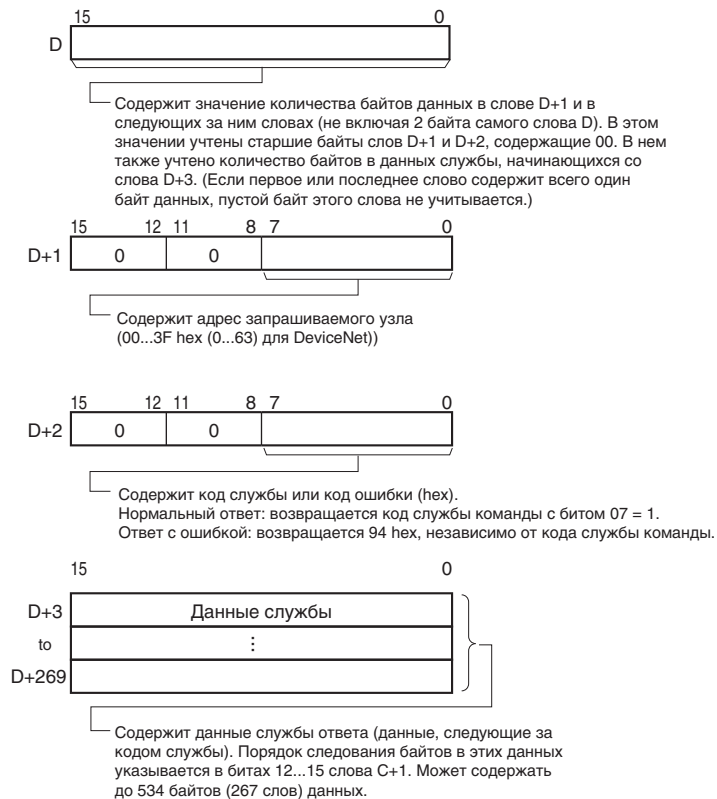 15 0
D
Содержит значение количества байтов данных в слове D+1 и в
следующих за ним словах (не включая 2 байта самого слова D). В этом
значении учтены старшие байты слов D+1 и D+2, содержащие 00. В нем
также учтено количество байтов в данных службы, начинающихся со
слова D+3. (Если первое или последнее слово содержит всего один
байт данных, пустой байт этого слова не учитывается.)
15 12 11 8 7 0
D+1 0 0
Содержит адрес запрашиваемого узла
(00...3F hex (0...63) для DeviceNet))
15 12 11 8 7 0
D+2 0 0
Содержит код службы или код ошибки (hex).
Нормальный ответ: возвращается код службы команды с битом 07 = 1.
Ответ с ошибкой: возвращается 94 hex, независимо от кода службы команды.
15 0
D+3 Данные службы
to ⋮
D+269
Содержит данные службы ответа (данные, следующие за
кодом службы). Порядок следования байтов в этих данных
указывается в битах 12...15 слова C+1. Может содержать
до 534 байтов (267 слов) данных.